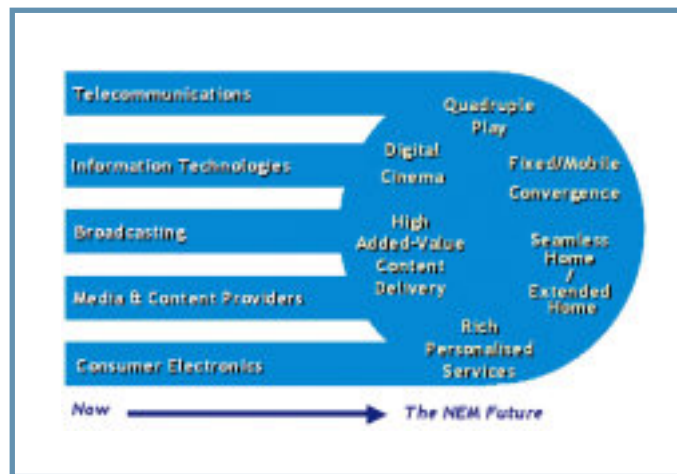 Telecommunications
Information Technologies
Broadcasting
Media & Content Providers
Consumer Electronics
Quadruple
Play
Digital
Cinema
Fixed/Mobile
Convergence
High
Added-Value
Content
Delivery
Seamless
Home
/
Extended
Home
Rich
Personalised
Services
Now
The NEM Future